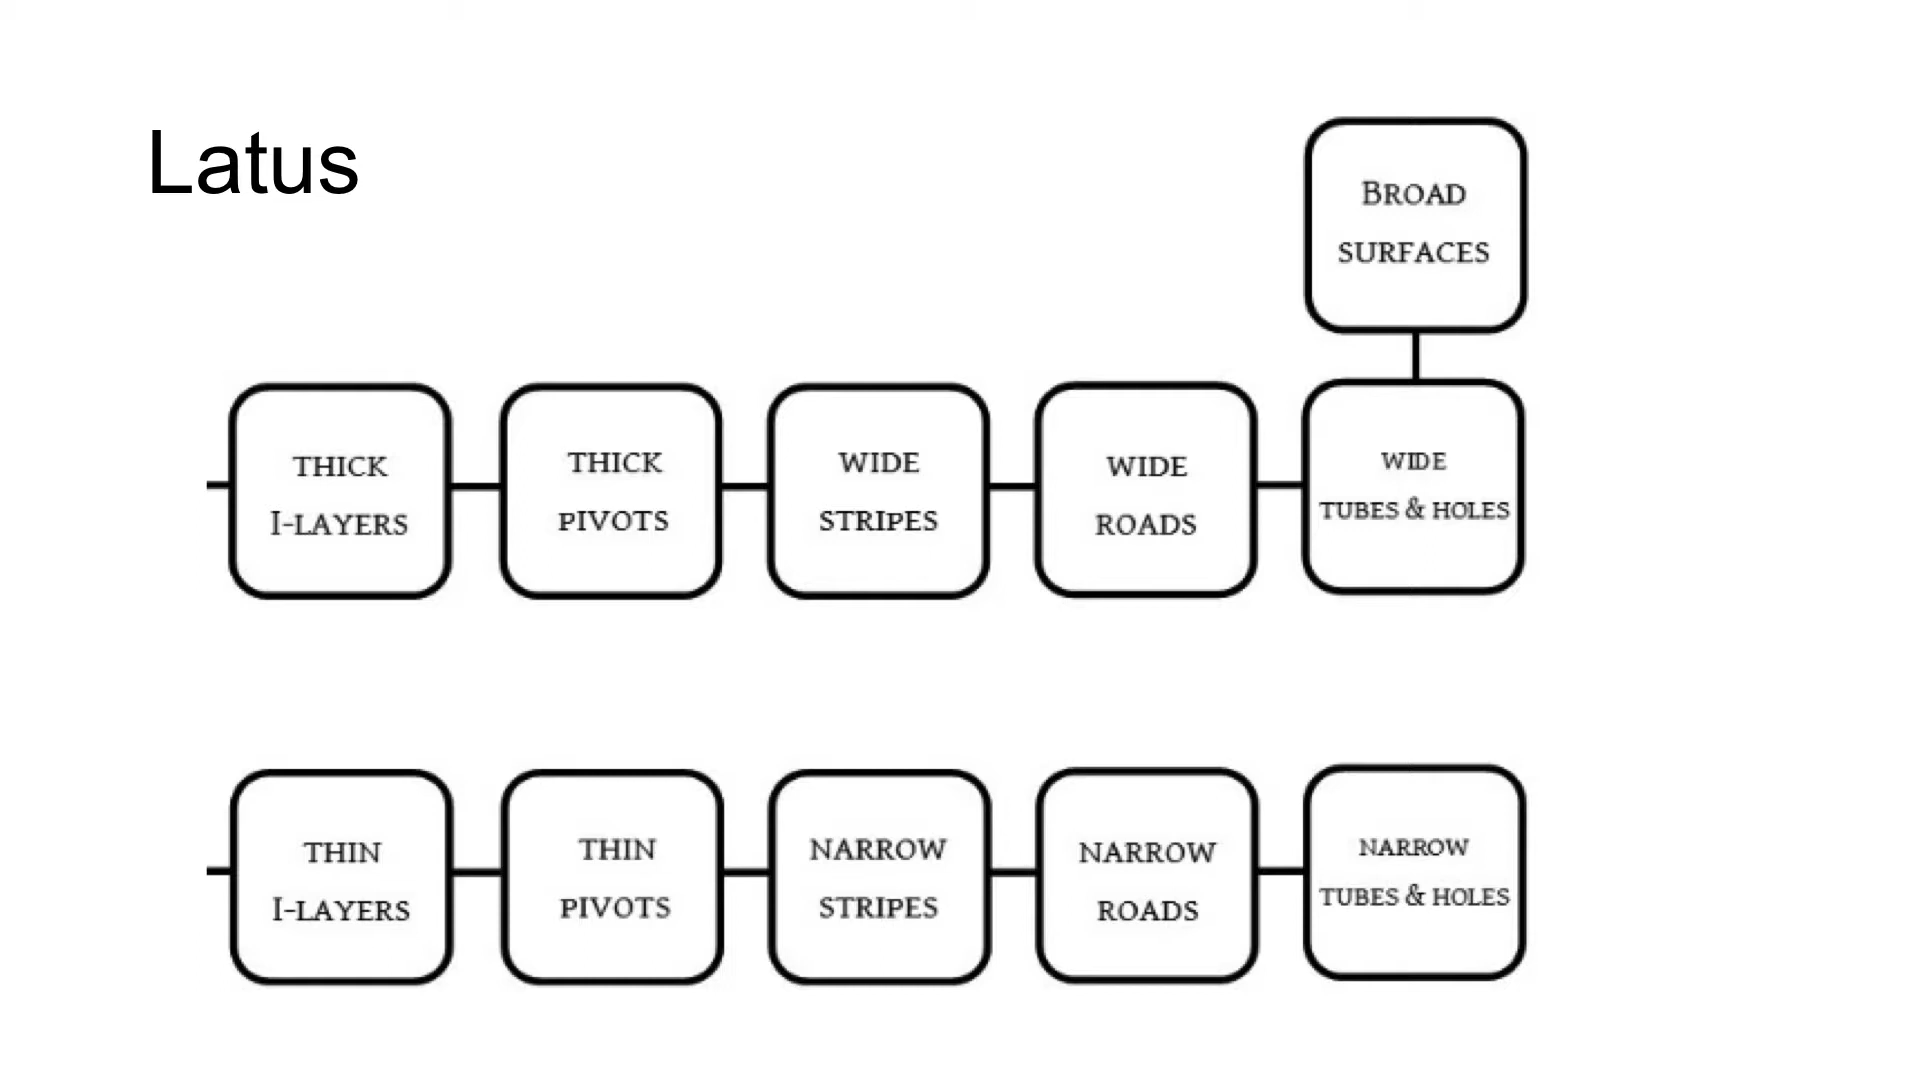 Latus
BROAD
SURFACES
THICK
I-LAYERS
THICK
PIVOTS
WIDE
STRIPES
WIDE
ROADS
WIDE
TUBES & HOLES
THIN
I-LAYERS
THIN
PIVOTS
NARROW
STRIPES
NARROW
ROADS
NARROW
TUBES & HOLES